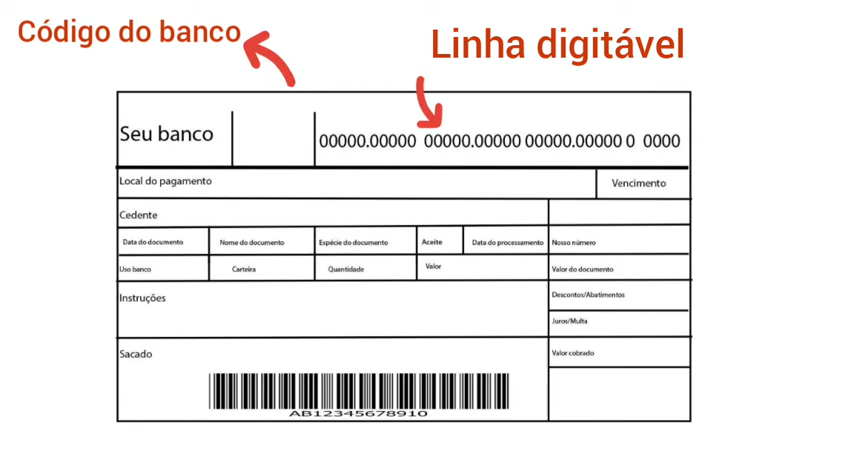 Código do banco
Linha digitável
Seu banco
00000.00000 00000.00000 00000.00000 0 0000
Local do pagamento
Vencimento
Cedente
Data do documento
Nome do documento
Espécie do documento
Aceite
Data do processamento
Nosso número
Uso banco
Carteira
Quantidade
Valor
Valor do documento
Instruções
Descontos/Abatimentos
Juros/Multa
Sacado
Valor cobrado
AB12345678910